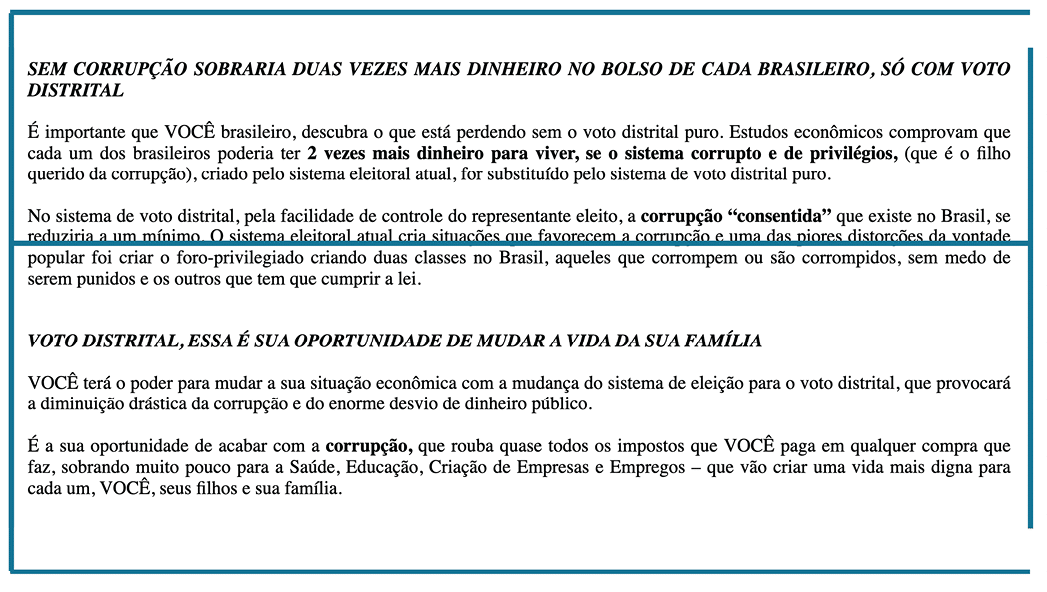 SEM CORRUPÇÃO SOBRARIA DUAS VEZES MAIS DINHEIRO NO BOLSO DE CADA BRASILEIRO, SÓ COM VOTO
DISTRITAL
É importante que VOCÊ brasileiro, descubra o que está perdendo sem o voto distrital puro. Estudos econômicos comprovam que
cada um dos brasileiros poderia ter 2 vezes mais dinheiro para viver, se o sistema corrupto e de privilégios, (que é o filho
querido da corrupção), criado pelo sistema eleitoral atual, for substituído pelo sistema de voto distrital puro.
No sistema de voto distrital, pela facilidade de controle do representante eleito, a corrupção “consentida” que existe no Brasil, se
reduziria a um mínimo. O sistema eleitoral atual cria situações que favorecem a corrupção e uma das piores distorções da vontade
popular foi criar o foro-privilegiado criando duas classes no Brasil, aqueles que corrompem ou são corrompidos, sem medo de
serem punidos e os outros que tem que cumprir a lei.
VOTO DISTRITAL, ESSA É SUA OPORTUNIDADE DE MUDAR A VIDA DA SUA FAMÍLIA
VOCÊ terá o poder para mudar a sua situação econômica com a mudança do sistema de eleição para o voto distrital, que provocará
a diminuição drástica da corrupção e do enorme desvio de dinheiro público.
É a sua oportunidade de acabar com a corrupção, que rouba quase todos os impostos que VOCÊ paga em qualquer compra que
faz, sobrando muito pouco para a Saúde, Educação, Criação de Empresas e Empregos – que vão criar uma vida mais digna para
cada um, VOCÊ, seus filhos e sua família.